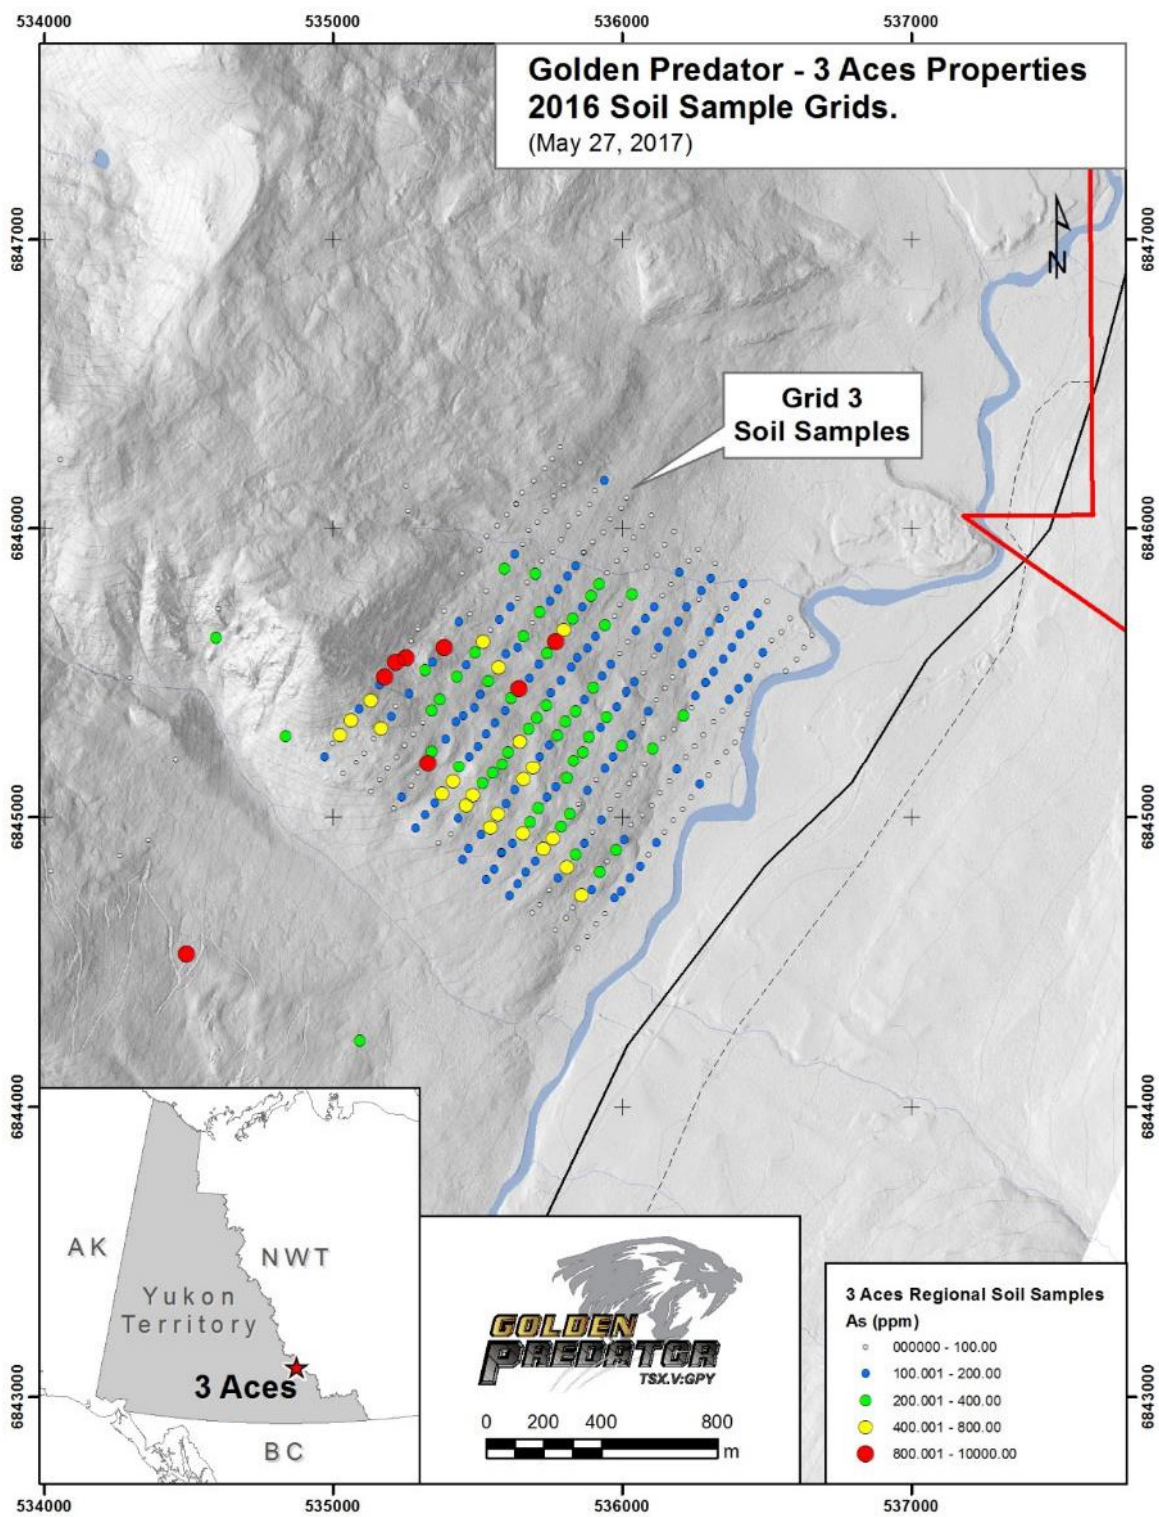 534000
535000
536000
537000
Golden Predator - 3 Aces Properties
2016 Soil Sample Grids.
(May 27, 2017)
6847000
6847000
N
Grid 3
Soil Samples
6846000
6846000
6845000
6845000
6844000
6844000
AK
NWT
Yukon
Territory
3 Aces
BC
GOLDEN
PREDATOR
TSX.V:GPY
0 200 400 800
m
3 Aces Regional Soil Samples
As (ppm)
000000 - 100.00
100.001 - 200.00
200.001 - 400.00
400.001 - 800.00
800.001 - 10000.00
6843000
6843000
534000
535000
536000
537000